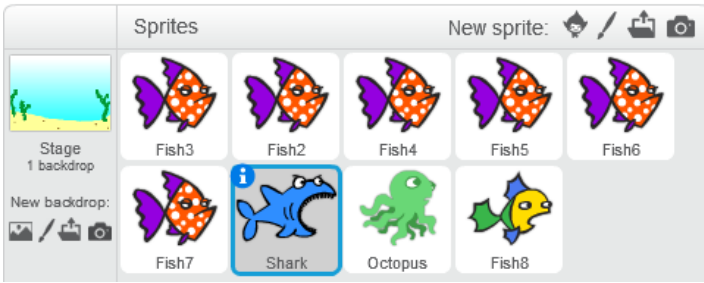 Sprites
New sprite:
Fish3
Fish2
Fish4
Fish5
Fish6
Stage
1 backdrop
New backdrop:
Fish7
Shark
Octopus
Fish8